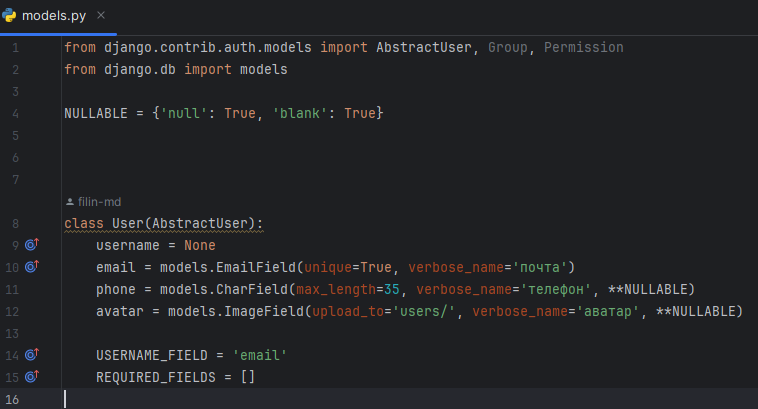 models.py
1 from django.contrib.auth.models import AbstractUser, Group, Permission
2 from django.db import models
3
4 NULLABLE = {'null': True, 'blank': True}
5
6
7
filin-md
8 class User(AbstractUser):
9     username = None
10     email = models.EmailField(unique=True, verbose_name='почта')
11     phone = models.CharField(max_length=35, verbose_name='телефон', **NULLABLE)
12     avatar = models.ImageField(upload_to='users/', verbose_name='аватар', **NULLABLE)
13
14     USERNAME_FIELD = 'email'
15     REQUIRED_FIELDS = []
16